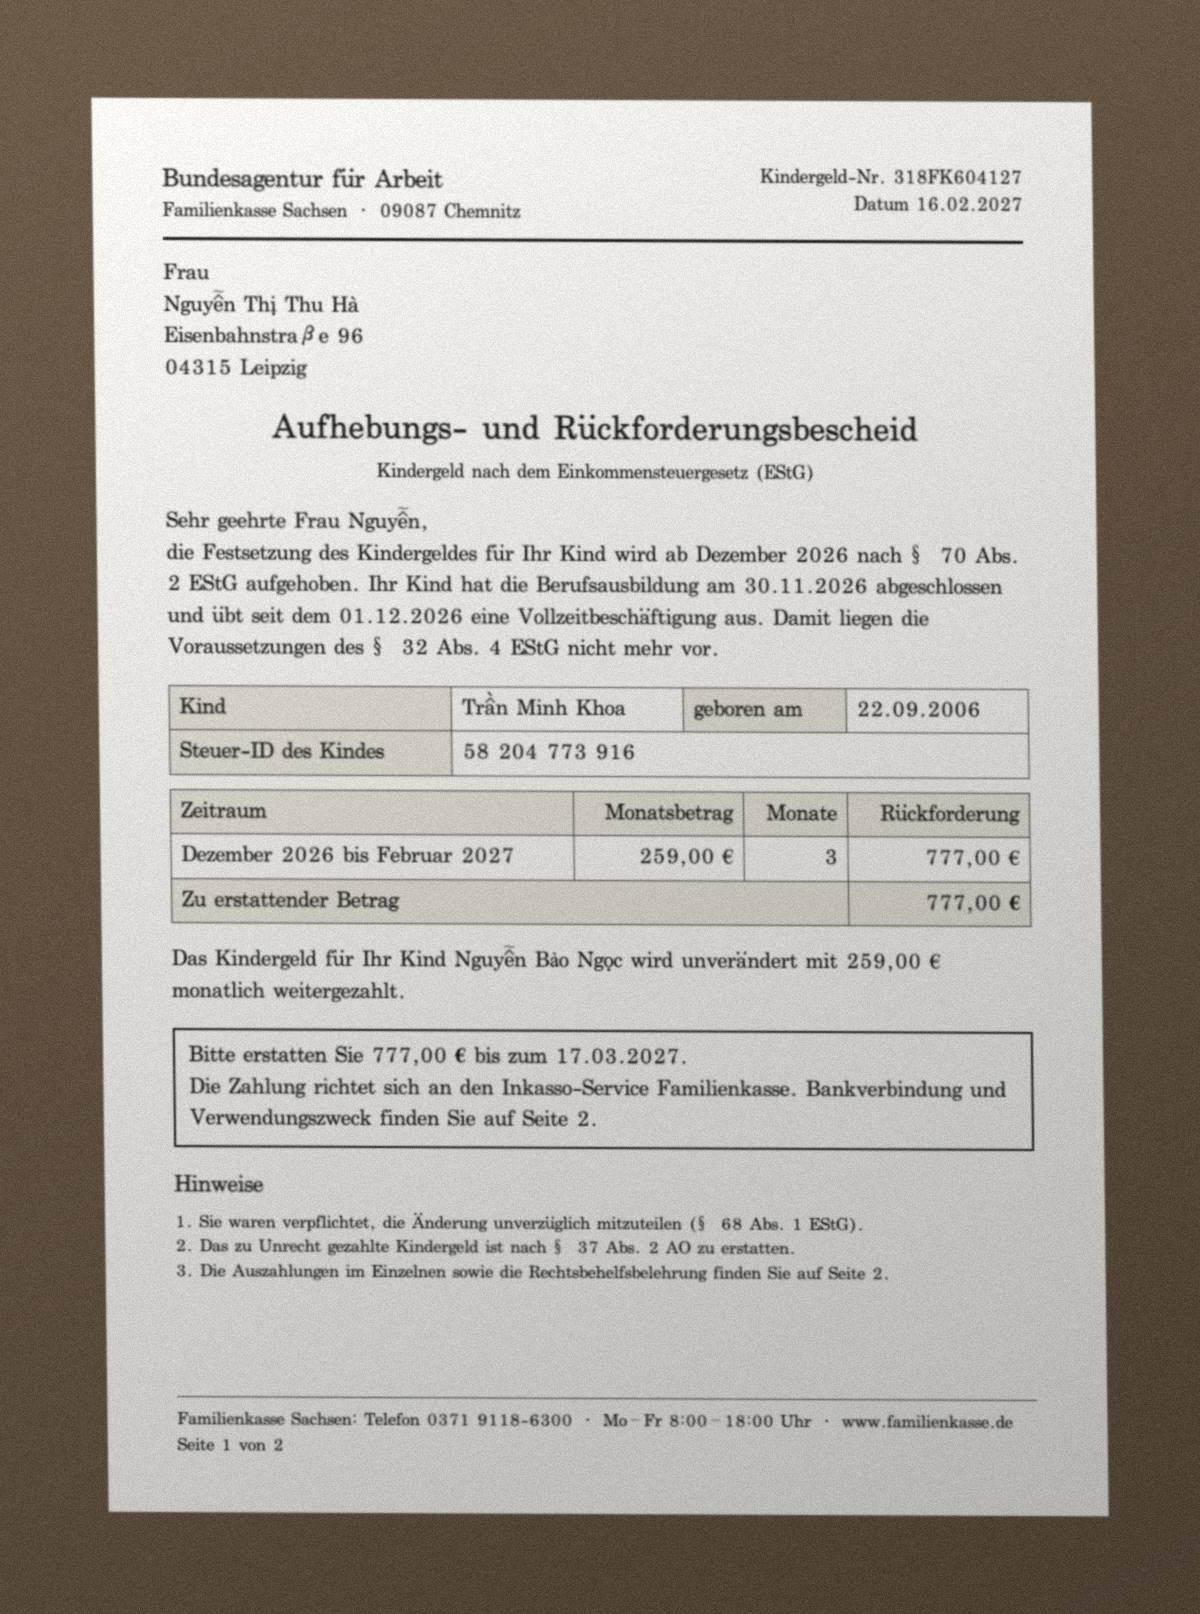 Bundesagentur für Arbeit
Familienkasse Sachsen · 09087 Chemnitz
Kindergeld-Nr. 318FK604127
Datum 16.02.2027
Frau
Nguyễn Thị Thu Hà
Eisenbahnstraße 96
04315 Leipzig
Aufhebungs- und Rückforderungsbescheid
Kindergeld nach dem Einkommensteuergesetz (EStG)
Sehr geehrte Frau Nguyễn,
die Festsetzung des Kindergeldes für Ihr Kind wird ab Dezember 2026 nach § 70 Abs.
2 EStG aufgehoben. Ihr Kind hat die Berufsausbildung am 30.11.2026 abgeschlossen
und übt seit dem 01.12.2026 eine Vollzeitbeschäftigung aus. Damit liegen die
Voraussetzungen des § 32 Abs. 4 EStG nicht mehr vor.
Kind Trần Minh Khoa geboren am 22.09.2006
Steuer-ID des Kindes 58 204 773 916
Zeitraum Monatsbetrag Monate Rückforderung
Dezember 2026 bis Februar 2027 259,00 € 3 777,00 €
Zu erstattender Betrag 777,00 €
Das Kindergeld für Ihr Kind Nguyễn Bảo Ngọc wird unverändert mit 259,00 €
monatlich weitergezahlt.
Bitte erstatten Sie 777,00 € bis zum 17.03.2027.
Die Zahlung richtet sich an den Inkasso-Service Familienkasse. Bankverbindung und
Verwendungszweck finden Sie auf Seite 2.
Hinweise
1. Sie waren verpflichtet, die Änderung unverzüglich mitzuteilen (§ 68 Abs. 1 EStG).
2. Das zu Unrecht gezahlte Kindergeld ist nach § 37 Abs. 2 AO zu erstatten.
3. Die Auszahlungen im Einzelnen sowie die Rechtsbehelfsbelehrung finden Sie auf Seite 2.
Familienkasse Sachsen: Telefon 0371 9118-6300 · Mo–Fr 8:00–18:00 Uhr · www.familienkasse.de
Seite 1 von 2